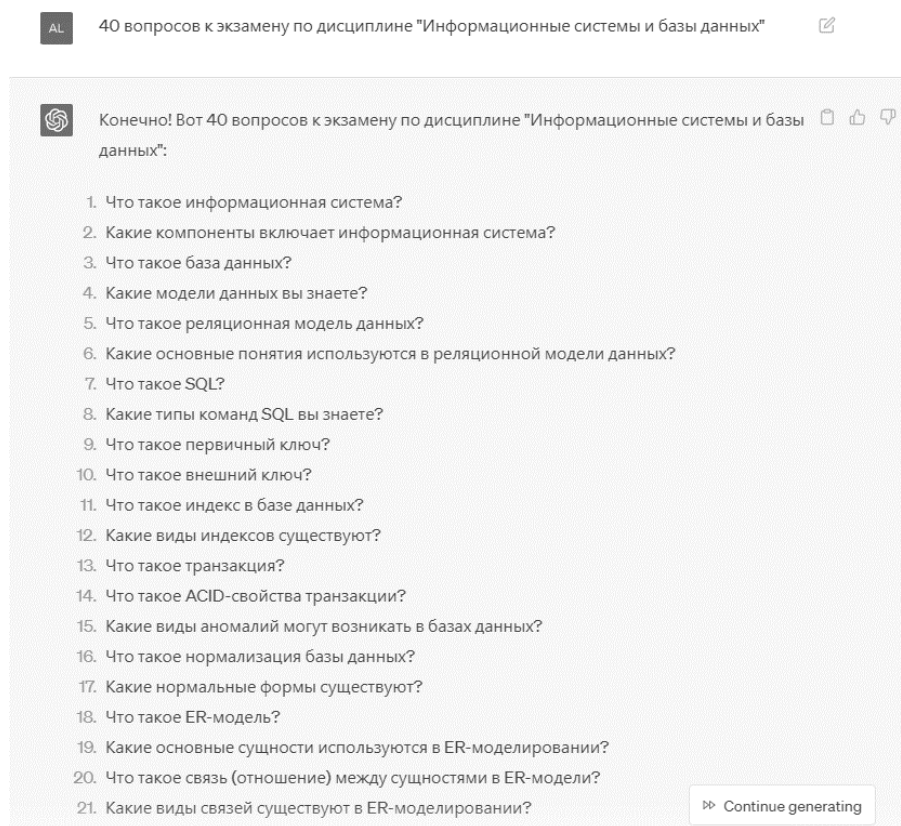 AL
40 вопросов к экзамену по дисциплине "Информационные системы и базы данных"
Конечно! Вот 40 вопросов к экзамену по дисциплине "Информационные системы и базы
данных":
1. Что такое информационная система?
2. Какие компоненты включает информационная система?
3. Что такое база данных?
4. Какие модели данных вы знаете?
5. Что такое реляционная модель данных?
6. Какие основные понятия используются в реляционной модели данных?
7. Что такое SQL?
8. Какие типы команд SQL вы знаете?
9. Что такое первичный ключ?
10. Что такое внешний ключ?
11. Что такое индекс в базе данных?
12. Какие виды индексов существуют?
13. Что такое транзакция?
14. Что такое ACID-свойства транзакции?
15. Какие виды аномалий могут возникать в базах данных?
16. Что такое нормализация базы данных?
17. Какие нормальные формы существуют?
18. Что такое ER-модель?
19. Какие основные сущности используются в ER-моделировании?
20. Что такое связь (отношение) между сущностями в ER-модели?
21. Какие виды связей существуют в ER-моделировании?
Continue generating